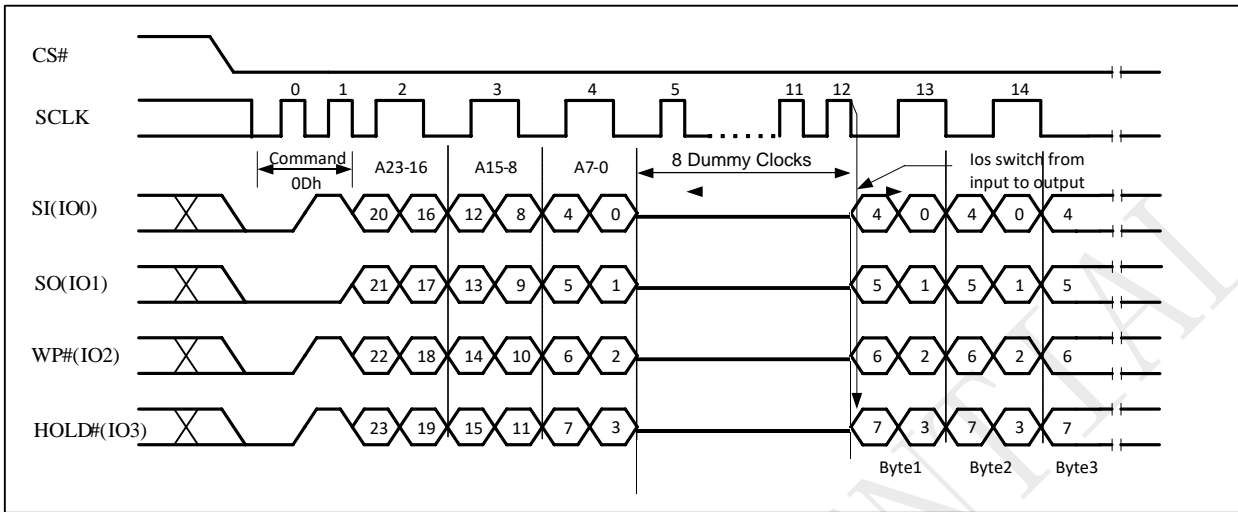 CS#
0 1 2 3 4 5 11 12 13 14
SCLK
Command
0Dh
A23-16 A15-8 A7-0
8 Dummy Clocks
Ios switch from
input to output
SI(IO0) 20 16 12 8 4 0 4 0 4 0 4
SO(IO1) 21 17 13 9 5 1 5 1 5 1 5
WP#(IO2) 22 18 14 10 6 2 6 2 6 2 6
HOLD#(IO3) 23 19 15 11 7 3 7 3 7 3 7
Byte1 Byte2 Byte3
NTIAL